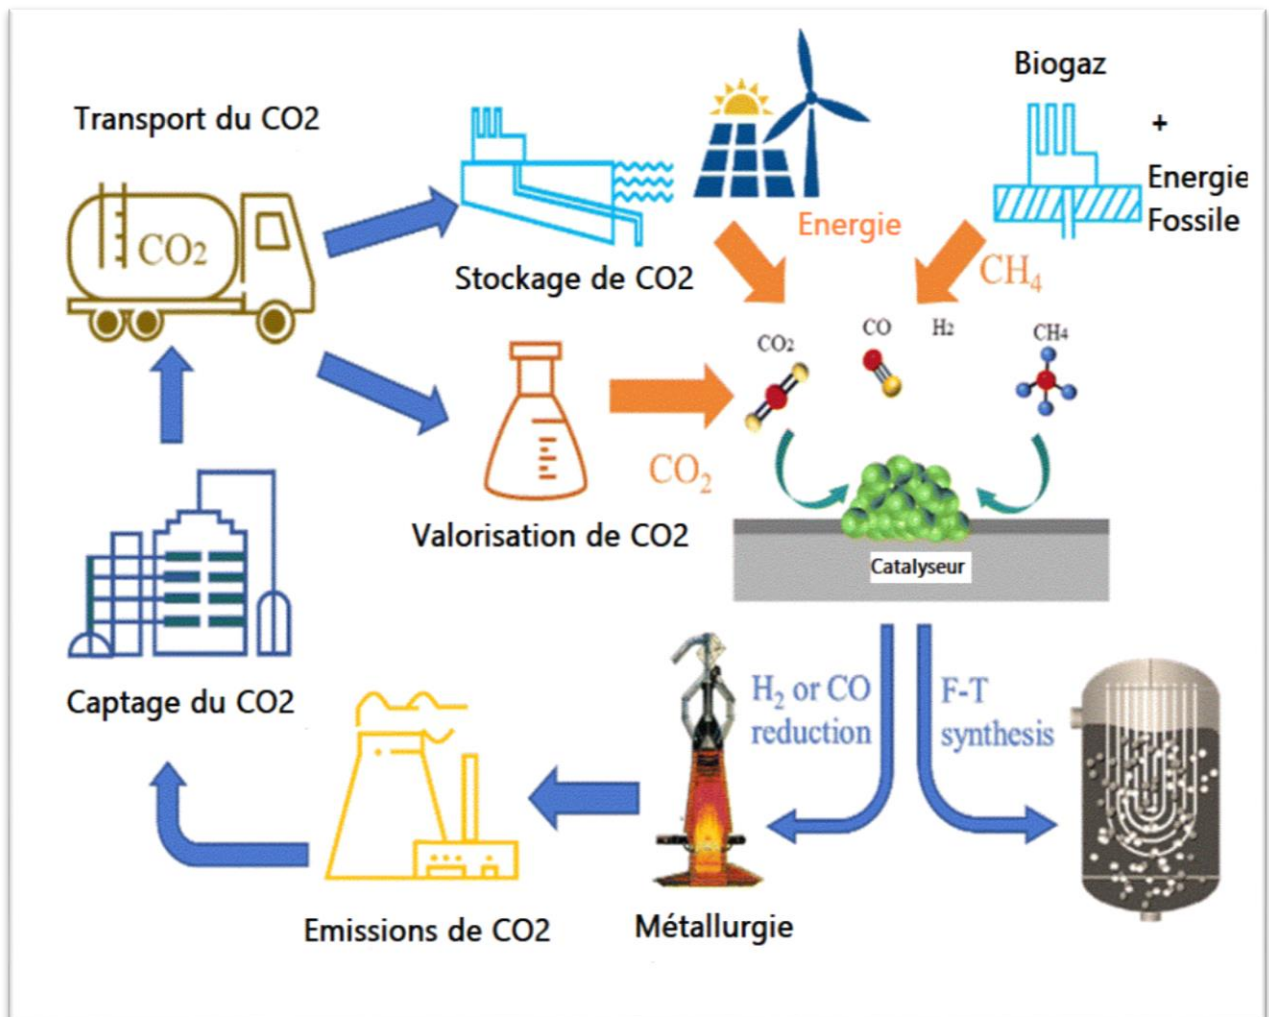 Biogaz
Transport du CO2
+
Energie
Fossile
CO2
Energie
CH4
Stockage de CO2
CO2
CO
H2
CH4
CO2
Valorisation de CO2
Catalyseur
Captage du CO2
H2 or CO
reduction
F-T
synthesis
Emissions de CO2
Métallurgie